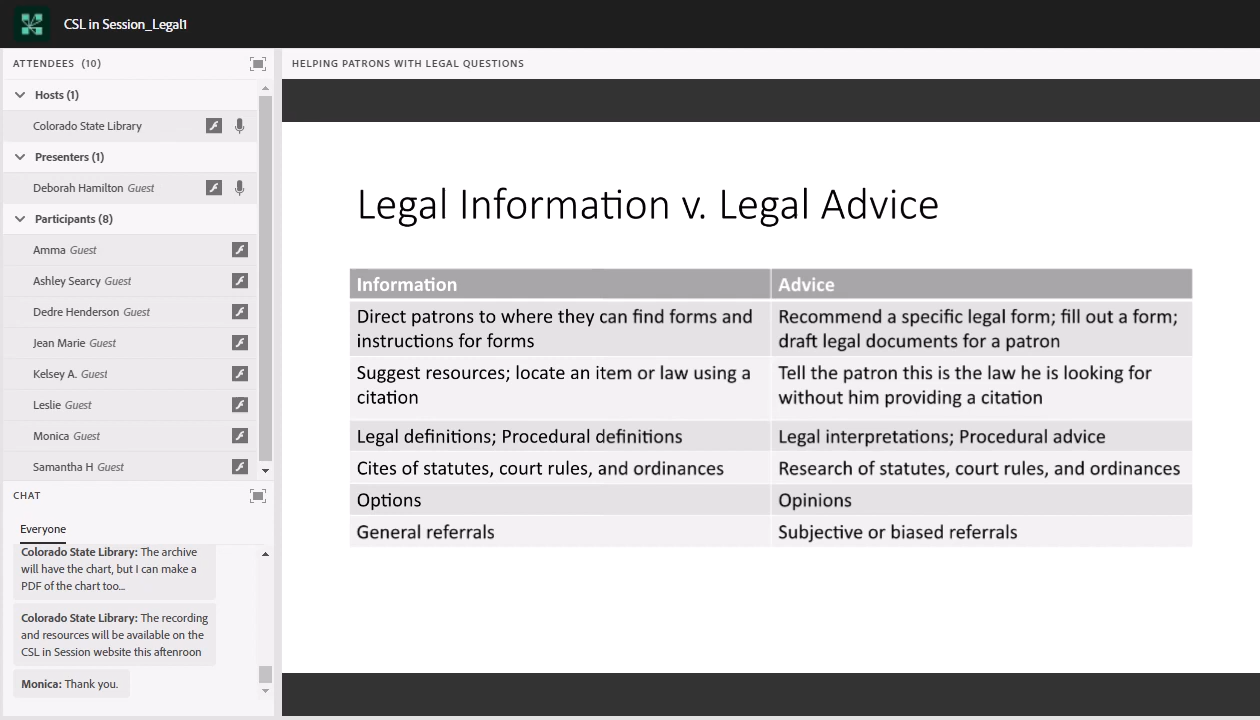 CSL in Session_Legal1
ATTENDEES (10)
Hosts (1)
Colorado State Library
Presenters (1)
Deborah Hamilton Guest
Participants (8)
Amma Guest
Ashley Searcy Guest
Dedre Henderson Guest
Jean Marie Guest
Kelsey A. Guest
Leslie Guest
Monica Guest
Samantha H Guest
CHAT
Everyone
Colorado State Library: The archive
will have the chart, but I can make a
PDF of the chart too...
Colorado State Library: The recording
and resources will be available on the
CSL in Session website this aftenroon
Monica: Thank you.
HELPING PATRONS WITH LEGAL QUESTIONS
Legal Information v. Legal Advice
Information
Advice
Direct patrons to where they can find forms and
instructions for forms
Recommend a specific legal form; fill out a form;
draft legal documents for a patron
Suggest resources; locate an item or law using a
citation
Tell the patron this is the law he is looking for
without him providing a citation
Legal definitions; Procedural definitions
Legal interpretations; Procedural advice
Cites of statutes, court rules, and ordinances
Research of statutes, court rules, and ordinances
Options
Opinions
General referrals
Subjective or biased referrals